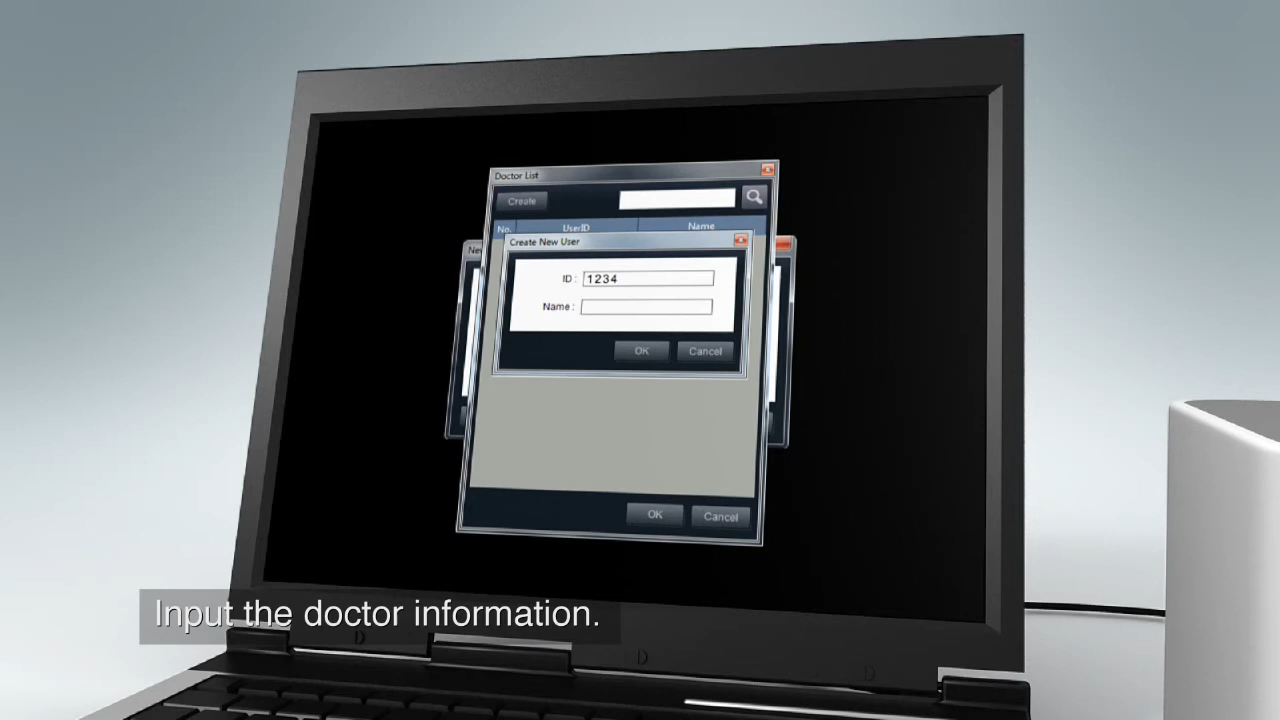 Doctor List
Create
No. UserID Name
Create New User
ID : 1234
Name :
OK Cancel
OK Cancel
Input the doctor information.